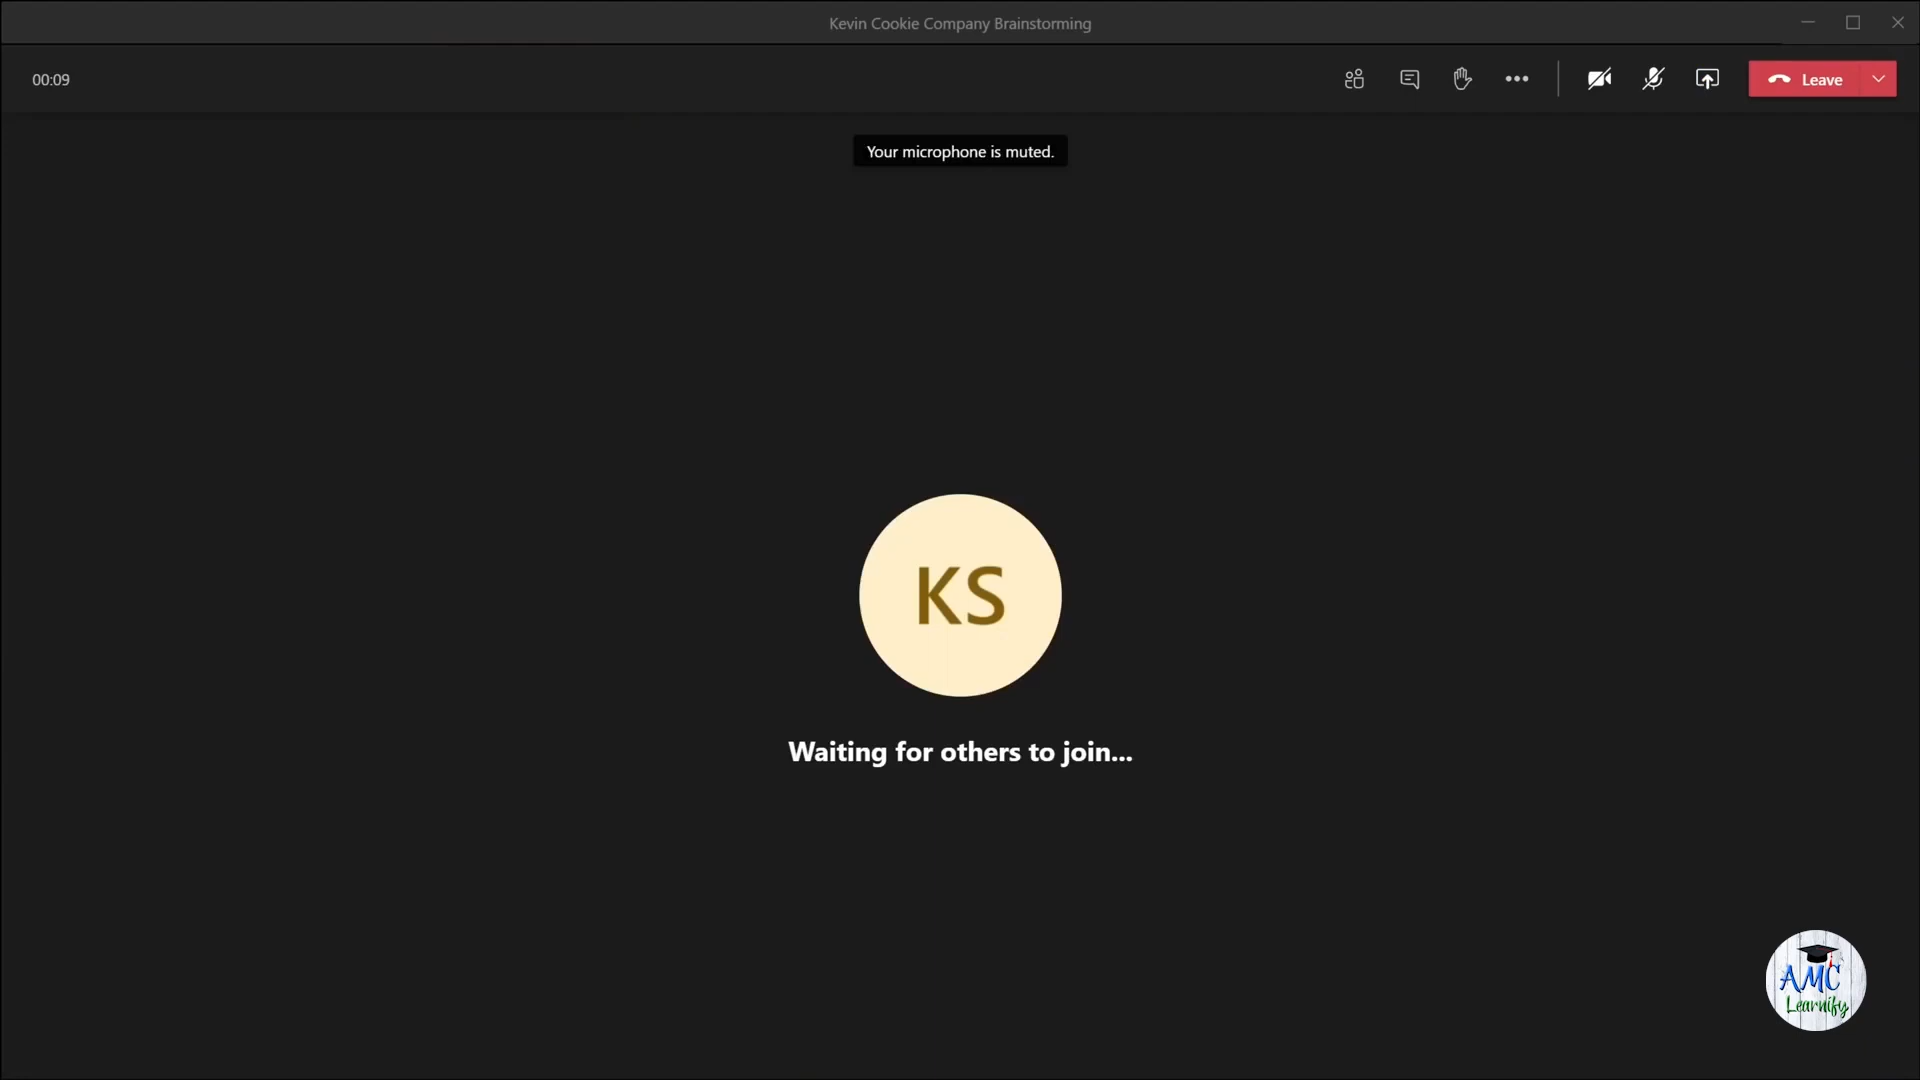 Kevin Cookie Company Brainstorming
00:09
Leave
Your microphone is muted.
KS
Waiting for others to join...
AMC
Learnify